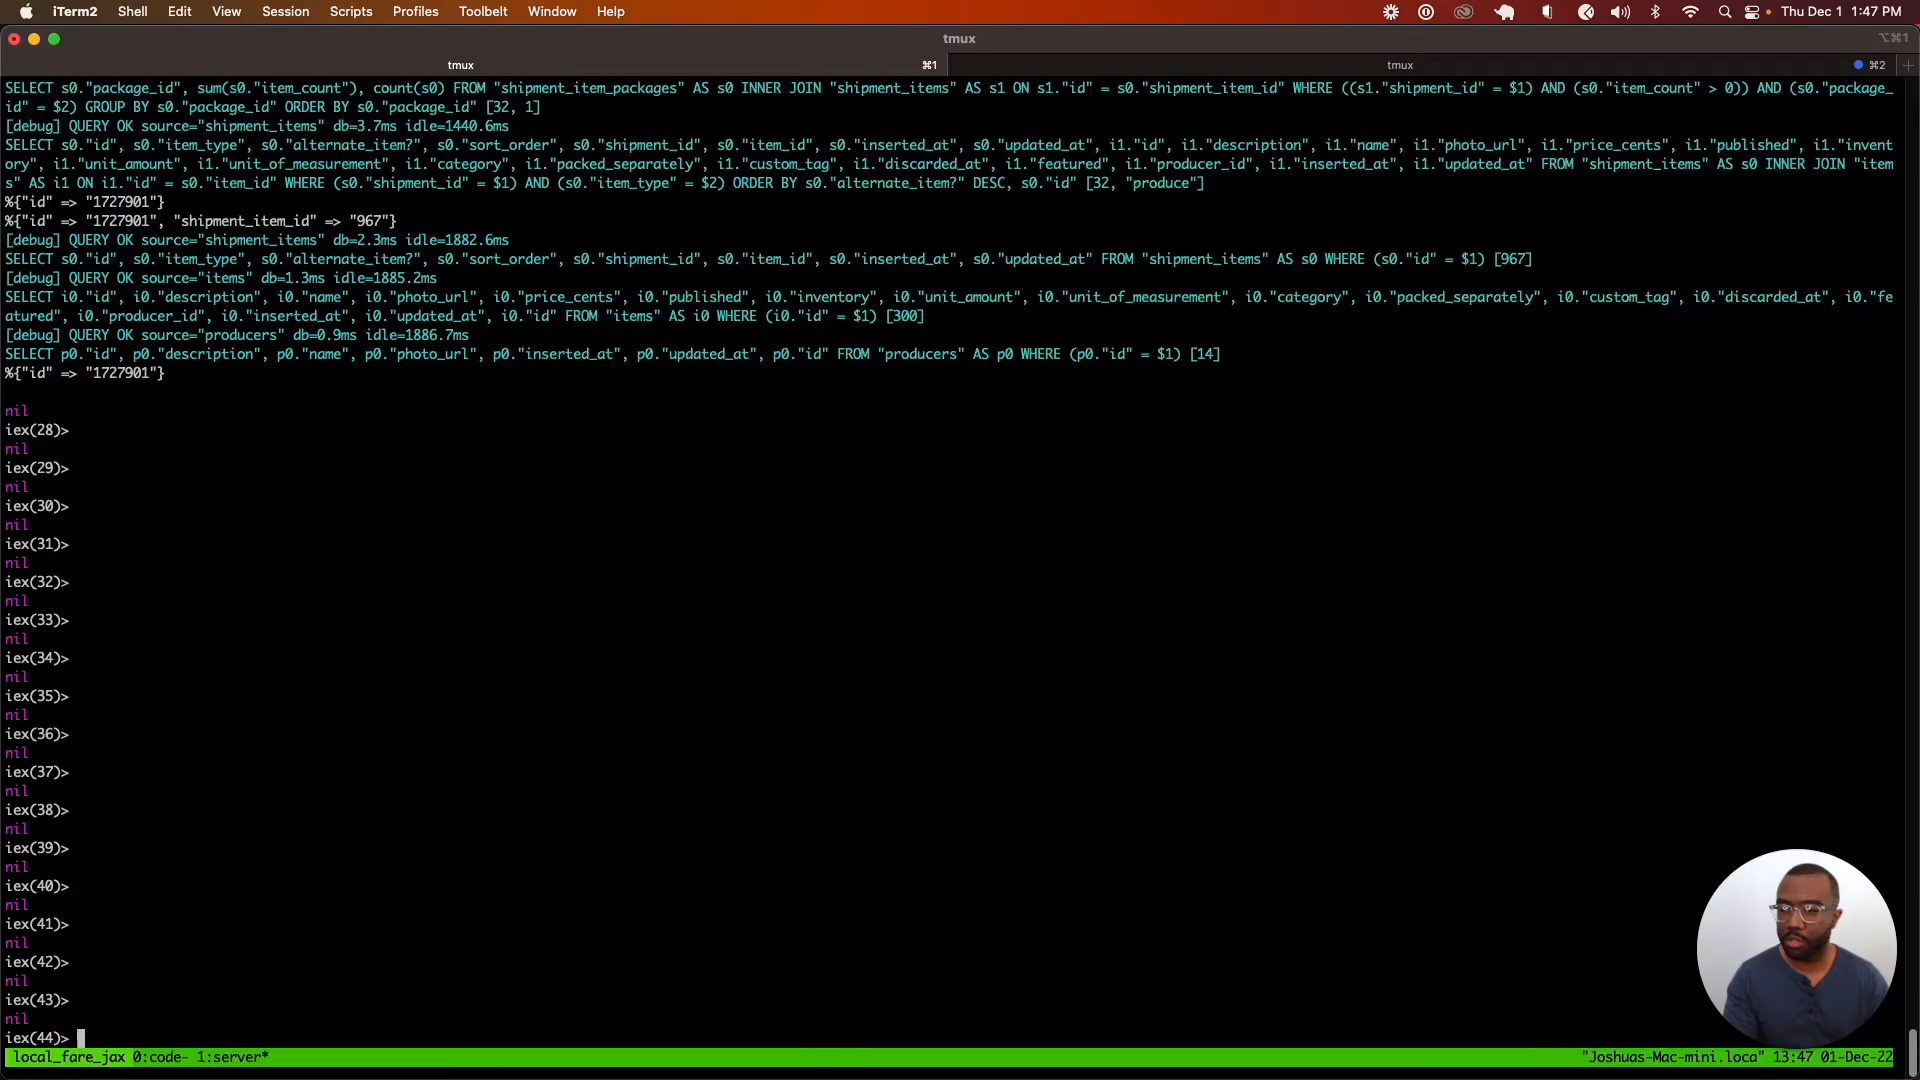 iTerm2 Shell Edit View Session Scripts Profiles Toolbelt Window Help Thu Dec 1 1:47 PM
tmux ⌥⌘1
tmux ⌘1 tmux ⌘2
SELECT s0."package_id", sum(s0."item_count"), count(s0) FROM "shipment_item_packages" AS s0 INNER JOIN "shipment_items" AS s1 ON s1."id" = s0."shipment_item_id" WHERE ((s1."shipment_id" = $1) AND (s0."item_count" > 0)) AND (s0."package_
id" = $2) GROUP BY s0."package_id" ORDER BY s0."package_id" [32, 1]
[debug] QUERY OK source="shipment_items" db=3.7ms idle=1440.6ms
SELECT s0."id", s0."item_type", s0."alternate_item?", s0."sort_order", s0."shipment_id", s0."item_id", s0."inserted_at", s0."updated_at", i1."id", i1."description", i1."name", i1."photo_url", i1."price_cents", i1."published", i1."invent
ory", i1."unit_amount", i1."unit_of_measurement", i1."category", i1."packed_separately", i1."custom_tag", i1."discarded_at", i1."featured", i1."producer_id", i1."inserted_at", i1."updated_at" FROM "shipment_items" AS s0 INNER JOIN "item
s" AS i1 ON i1."id" = s0."item_id" WHERE (s0."shipment_id" = $1) AND (s0."item_type" = $2) ORDER BY s0."alternate_item?" DESC, s0."id" [32, "produce"]
%{"id" => "1727901"}
%{"id" => "1727901", "shipment_item_id" => "967"}
[debug] QUERY OK source="shipment_items" db=2.3ms idle=1882.6ms
SELECT s0."id", s0."item_type", s0."alternate_item?", s0."sort_order", s0."shipment_id", s0."item_id", s0."inserted_at", s0."updated_at" FROM "shipment_items" AS s0 WHERE (s0."id" = $1) [967]
[debug] QUERY OK source="items" db=1.3ms idle=1885.2ms
SELECT i0."id", i0."description", i0."name", i0."photo_url", i0."price_cents", i0."published", i0."inventory", i0."unit_amount", i0."unit_of_measurement", i0."category", i0."packed_separately", i0."custom_tag", i0."discarded_at", i0."fe
atured", i0."producer_id", i0."inserted_at", i0."updated_at", i0."id" FROM "items" AS i0 WHERE (i0."id" = $1) [300]
[debug] QUERY OK source="producers" db=0.9ms idle=1886.7ms
SELECT p0."id", p0."description", p0."name", p0."photo_url", p0."inserted_at", p0."updated_at", p0."id" FROM "producers" AS p0 WHERE (p0."id" = $1) [14]
%{"id" => "1727901"}
nil
iex(28)>
nil
iex(29)>
nil
iex(30)>
nil
iex(31)>
nil
iex(32)>
nil
iex(33)>
nil
iex(34)>
nil
iex(35)>
nil
iex(36)>
nil
iex(37)>
nil
iex(38)>
nil
iex(39)>
nil
iex(40)>
nil
iex(41)>
nil
iex(42)>
nil
iex(43)>
nil
iex(44)>
local_fare_jax 0:code- 1:server* "Joshuas-Mac-mini.loca" 13:47 01-Dec-22